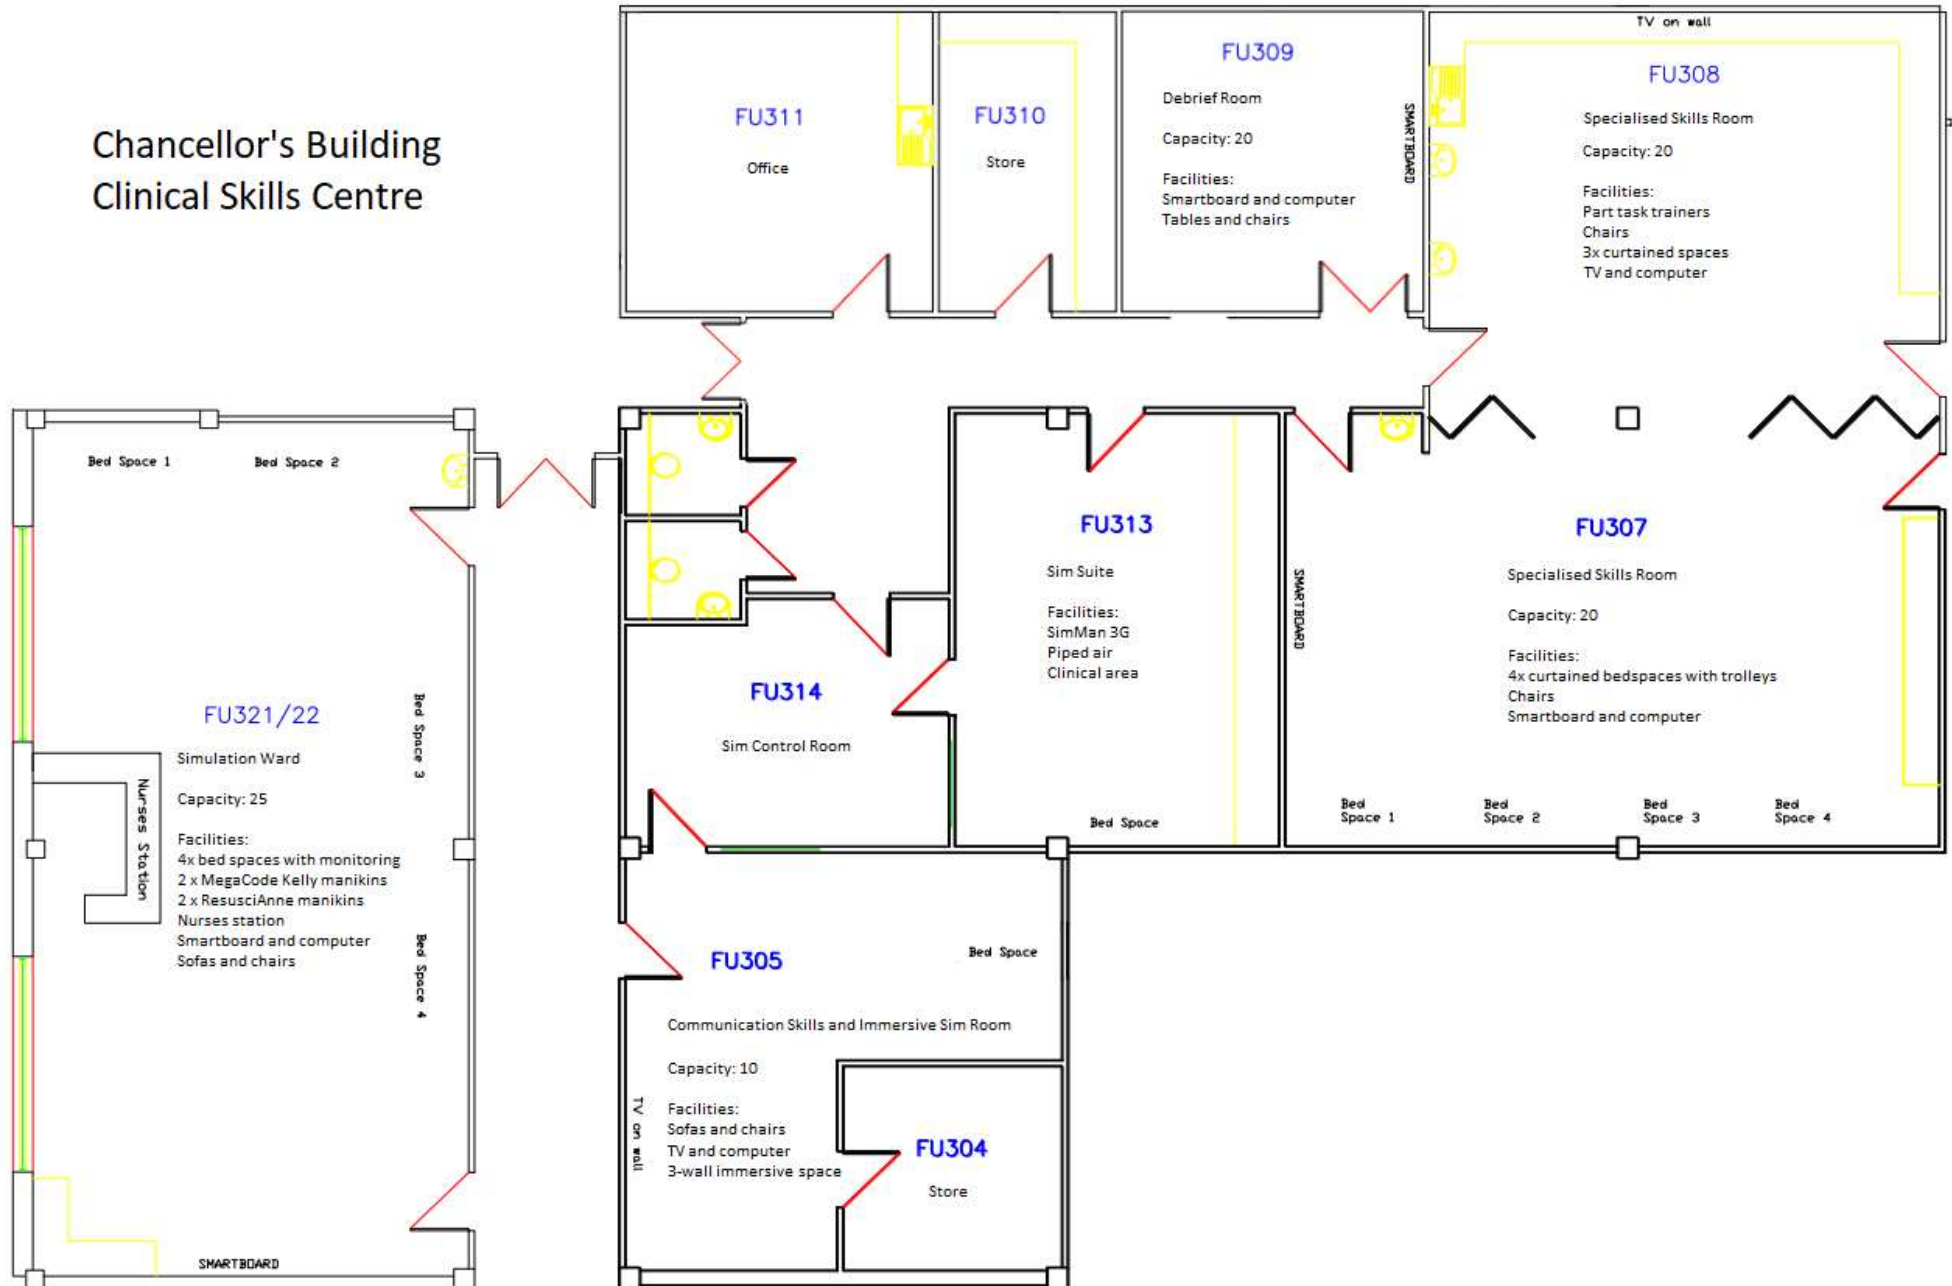 Chancellor's Building
Clinical Skills Centre
FU311
Office
FU310
Store
FU309
Debrief Room
Capacity: 20
Facilities:
Smartboard and computer
Tables and chairs
SMARTBOARD
TV on wall
FU308
Specialised Skills Room
Capacity: 20
Facilities:
Part task trainers
Chairs
3x curtained spaces
TV and computer
Bed Space 1
Bed Space 2
FU321/22
Simulation Ward
Capacity: 25
Facilities:
4x bed spaces with monitoring
2 x MegaCode Kelly manikins
2 x ResusciAnne manikins
Nurses station
Smartboard and computer
Sofas and chairs
Nurses Station
Bed Space 3
Bed Space 4
SMARTBOARD
FU314
Sim Control Room
FU313
Sim Suite
Facilities:
SimMan 3G
Piped air
Clinical area
Bed Space
SMARTBOARD
FU307
Specialised Skills Room
Capacity: 20
Facilities:
4x curtained bedspaces with trolleys
Chairs
Smartboard and computer
Bed
Space 1
Bed
Space 2
Bed
Space 3
Bed
Space 4
FU305
Bed Space
Communication Skills and Immersive Sim Room
Capacity: 10
Facilities:
Sofas and chairs
TV and computer
3-wall immersive space
TV on wall
FU304
Store